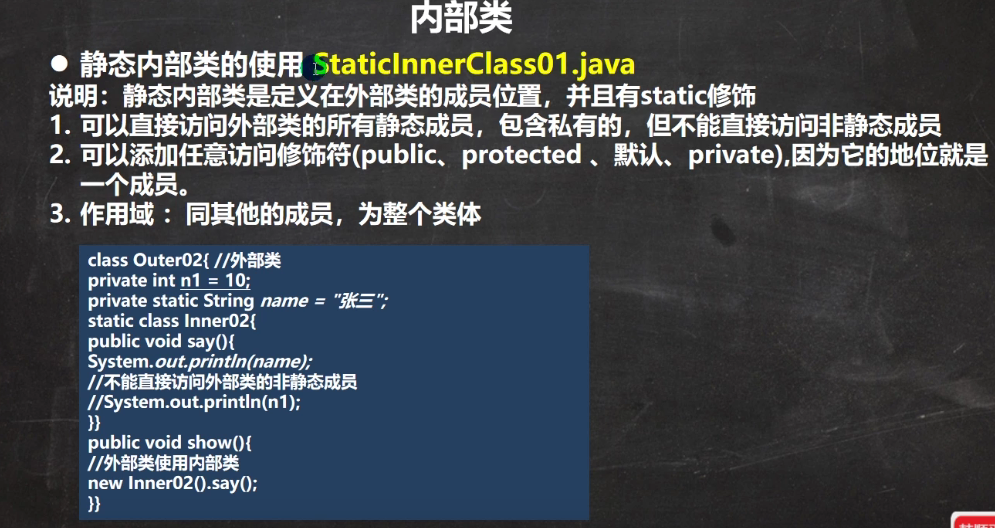 内部类
● 静态内部类的使用 StaticInnerClass01.java
说明：静态内部类是定义在外部类的成员位置，并且有static修饰
1. 可以直接访问外部类的所有静态成员，包含私有的，但不能直接访问非静态成员
2. 可以添加任意访问修饰符(public、protected 、默认、private),因为它的地位就是
一个成员。
3. 作用域 ：同其他的成员，为整个类体
class Outer02{ //外部类
private int n1 = 10;
private static String name = "张三";
static class Inner02{
public void say(){
System.out.println(name);
//不能直接访问外部类的非静态成员
//System.out.println(n1);
}}
public void show(){
//外部类使用内部类
new Inner02().say();
}}